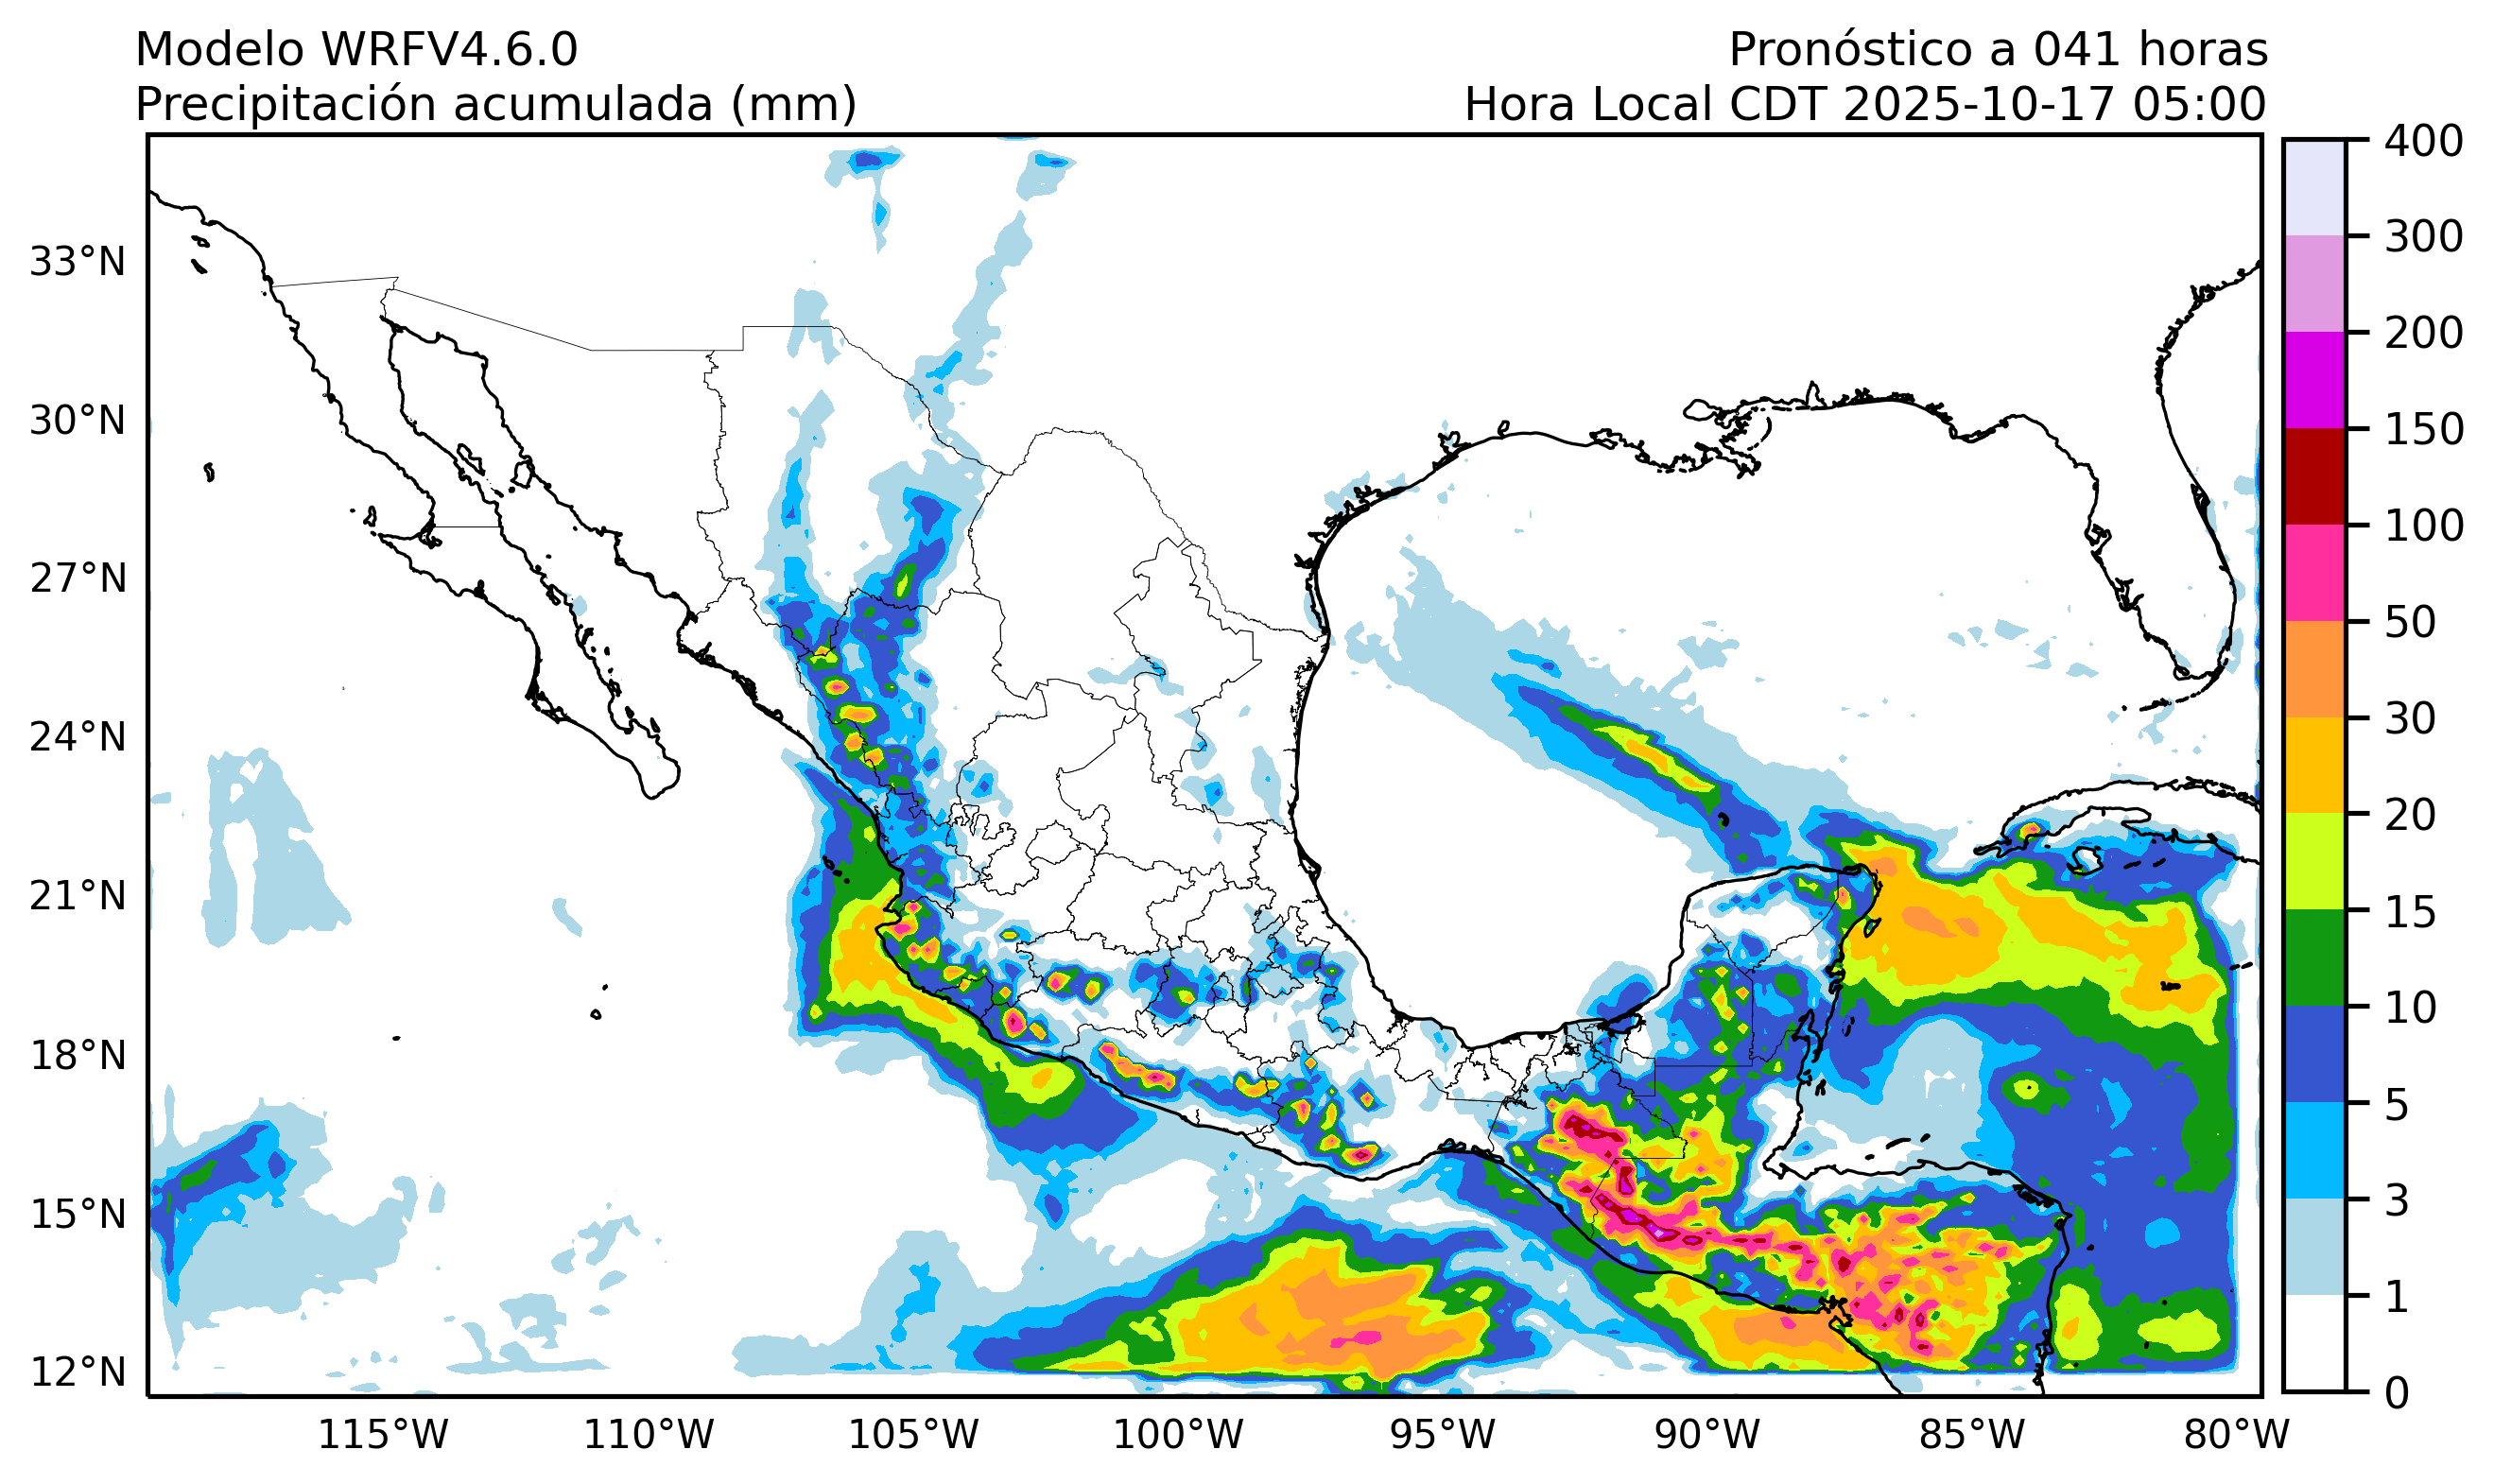 Modelo WRFV4.6.0
Pronóstico a 041 horas
Precipitación acumulada (mm)
Hora Local CDT 2025-10-17 05:00
400
300
200
150
100
50
30
20
15
10
5
3
1
0
33°N
30°N
27°N
24°N
21°N
18°N
15°N
12°N
115°W
110°W
105°W
100°W
95°W
90°W
85°W
80°W